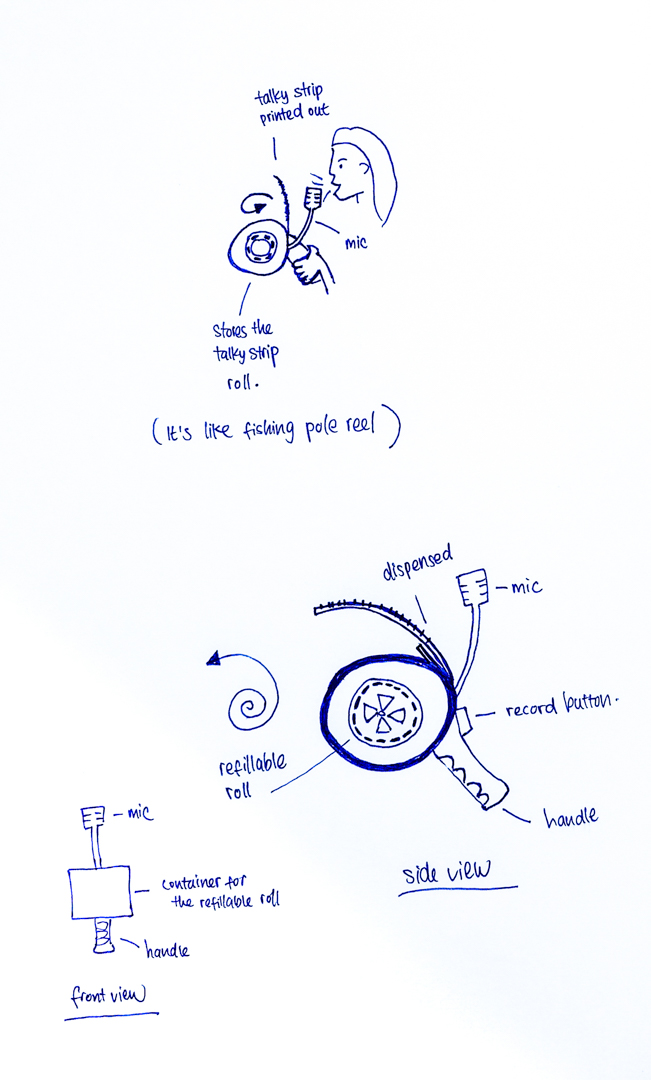 talky strip
printed out
mic
Stores the
talky strip
roll.
(It's like fishing pole reel)
dispensed
mic
record button.
refillable
roll
handle
side view
mic
container for
the refillable roll
handle
front view